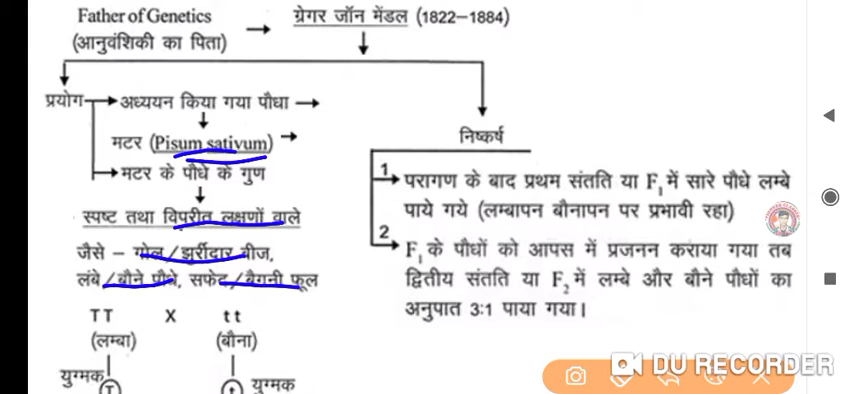 Father of Genetics → ग्रेगर जॉन मेंडल (1822–1884)
(आनुवंशिकी का पिता)
प्रयोग → अध्ययन किया गया पौधा →
मटर (Pisum sativum) →
→ मटर के पौधे के गुण
स्पष्ट तथा विपरीत लक्षणों वाले
जैसे – गोल/झुर्रीदार बीज,
लंबे/बौने पौधे, सफेद/बैगनी फूल
TT X tt
(लम्बा) (बौना)
युग्मक T t युग्मक
निष्कर्ष
1 → परागण के बाद प्रथम संतति या F₁ में सारे पौधे लम्बे
पाये गये (लम्बापन बौनापन पर प्रभावी रहा)
2 → F₁ के पौधों को आपस में प्रजनन कराया गया तब
द्वितीय संतति या F₂ में लम्बे और बौने पौधों का
अनुपात 3:1 पाया गया।
DU RECORDER